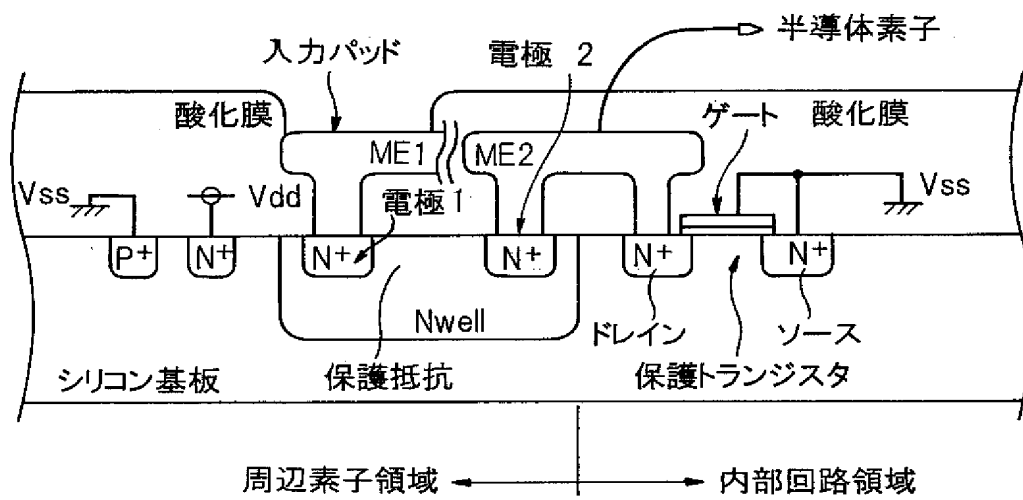 入力パッド
電極 2
半導体素子
酸化膜
ゲート
酸化膜
ME1
ME2
Vss
Vdd
電極1
Vss
P+
N+
N+
N+
N+
N+
Nwell
ドレイン
ソース
シリコン基板
保護抵抗
保護トランジスタ
周辺素子領域
内部回路領域